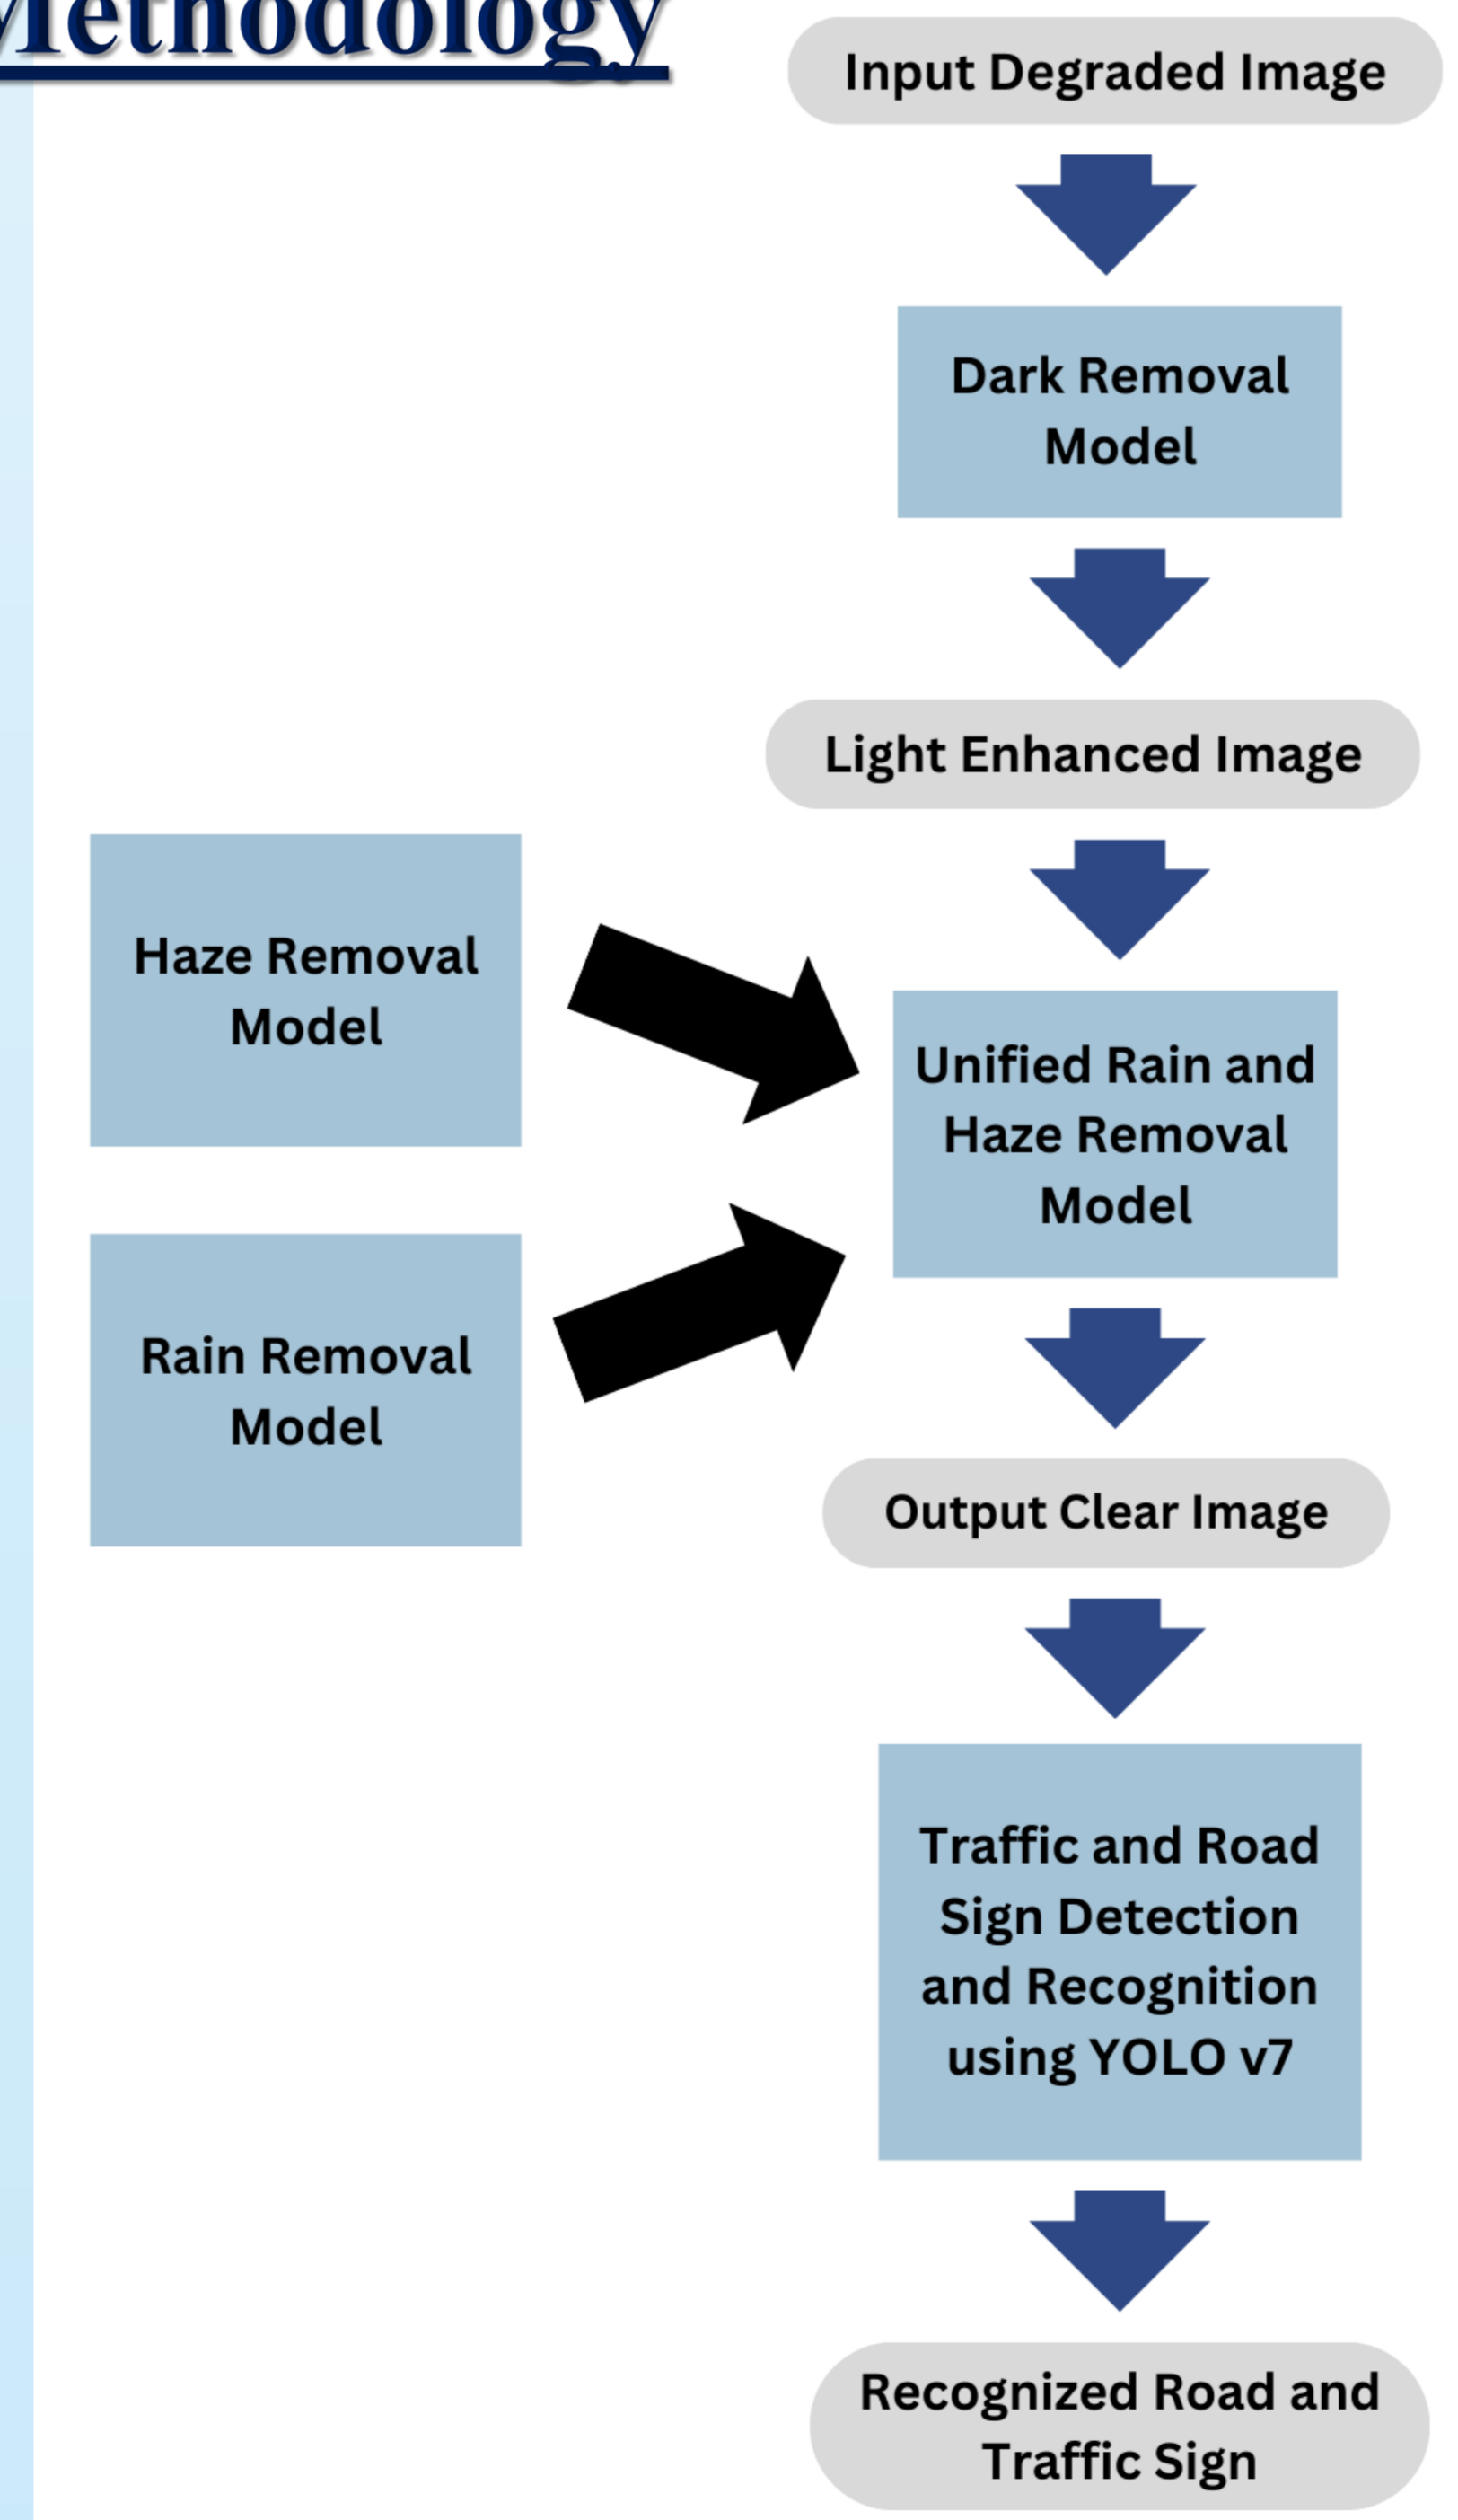 Methodology
Input Degraded Image
Dark Removal
Model
Light Enhanced Image
Haze Removal
Model
Unified Rain and
Haze Removal
Model
Rain Removal
Model
Output Clear Image
Traffic and Road
Sign Detection
and Recognition
using YOLO v7
Recognized Road and
Traffic Sign